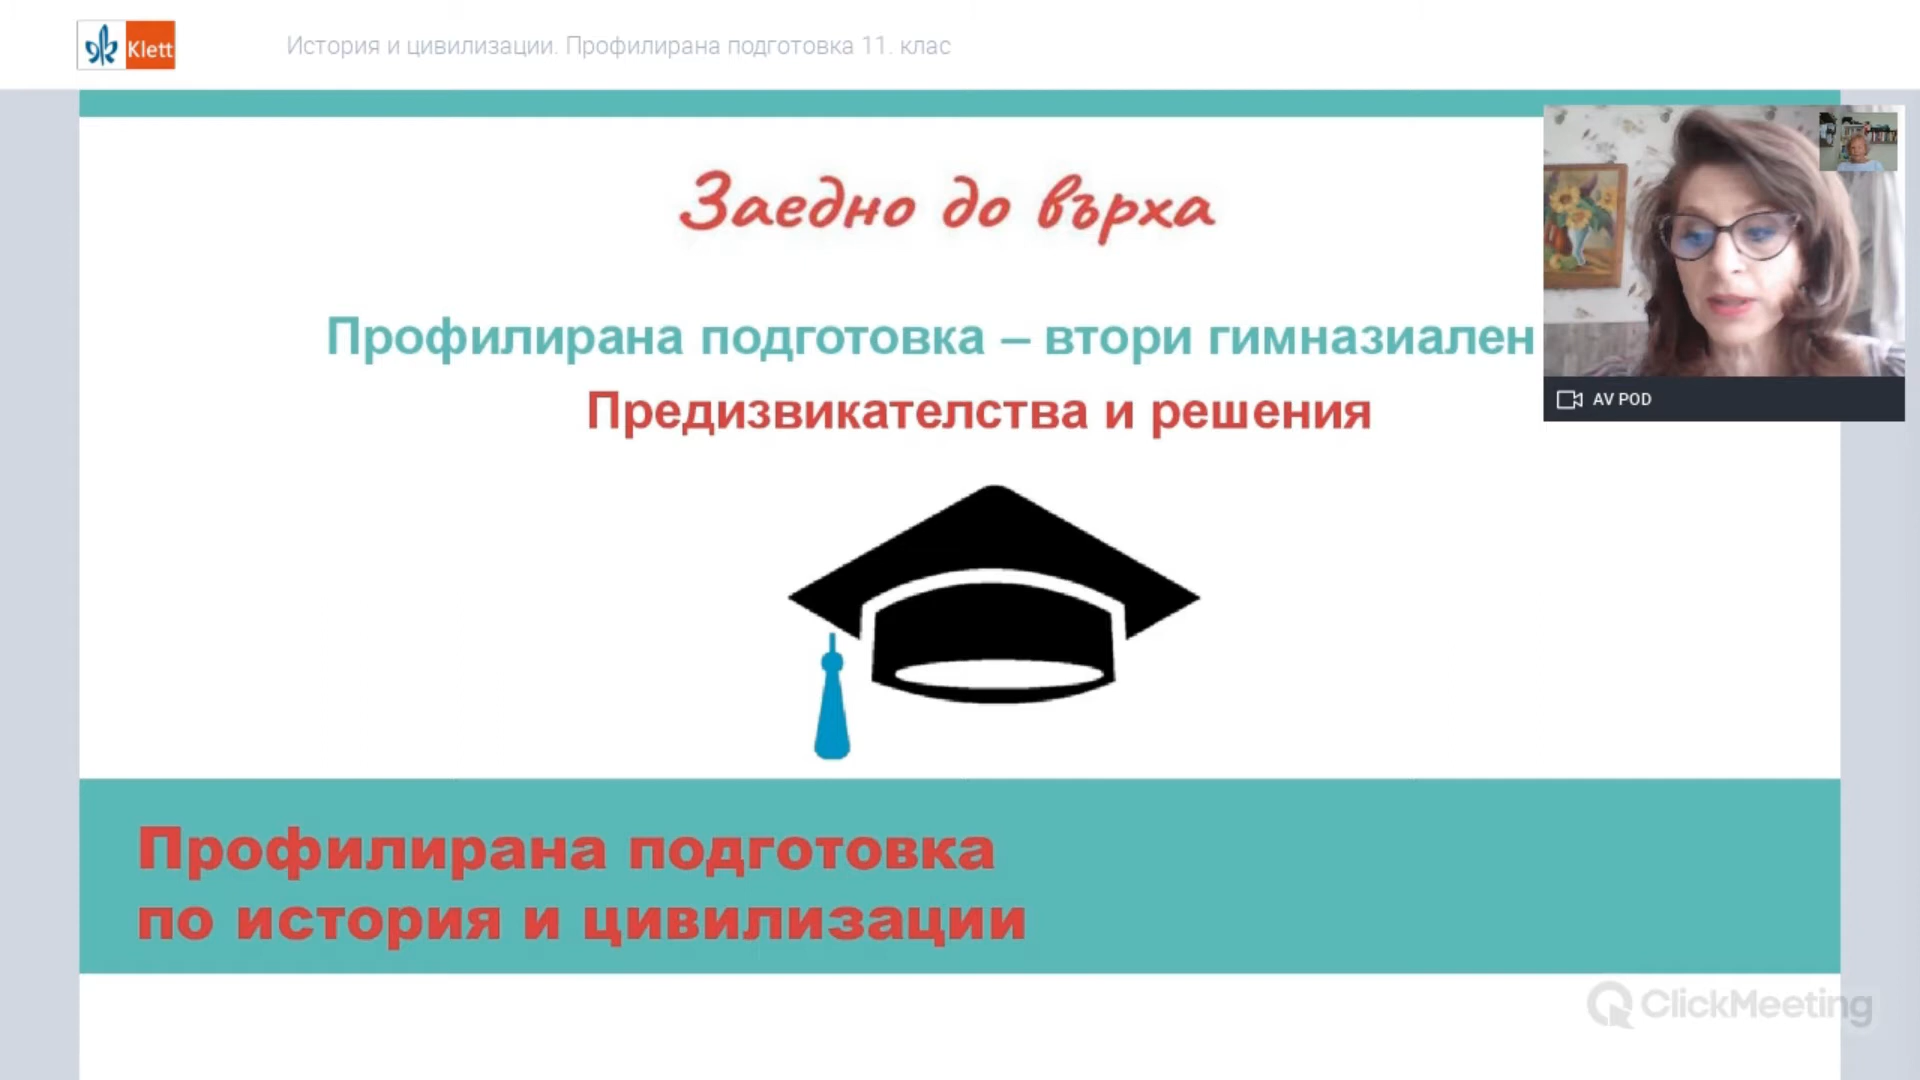 Klett
История и цивилизации. Профилирана подготовка 11. клас
Заедно до върха
Профилирана подготовка – втори гимназиален
Предизвикателства и решения
AV POD
Профилирана подготовка
по история и цивилизации
ClickMeeting